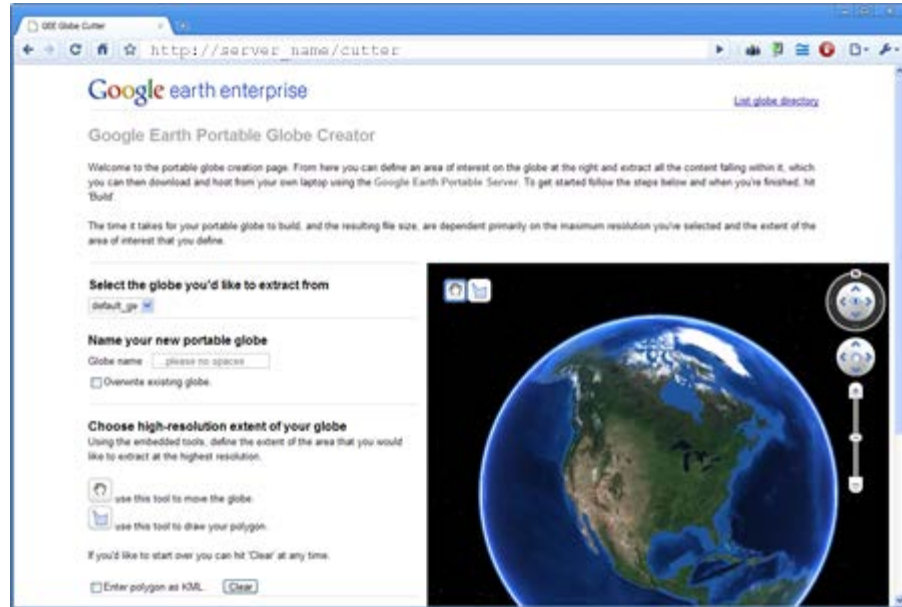 GEE Globe Cutter
http://server_name/cutter
Google earth enterprise
List globe directory
Google Earth Portable Globe Creator
Welcome to the portable globe creation page. From here you can define an area of interest on the globe at the right and extract all the content falling within it, which
you can then download and host from your own laptop using the Google Earth Portable Server. To get started follow the steps below and when you're finished, hit
'Build'
The time it takes for your portable globe to build, and the resulting file size, are dependent primarily on the maximum resolution you've selected and the extent of the
area of interest that you define.
Select the globe you'd like to extract from
default_ge
Name your new portable globe
Globe name ...please no spaces
Overwrite existing globe.
Choose high-resolution extent of your globe
Using the embedded tools, define the extent of the area that you would
like to extract at the highest resolution.
use this tool to move the globe.
use this tool to draw your polygon.
If you'd like to start over you can hit 'Clear' at any time.
Enter polygon as KML. Clear